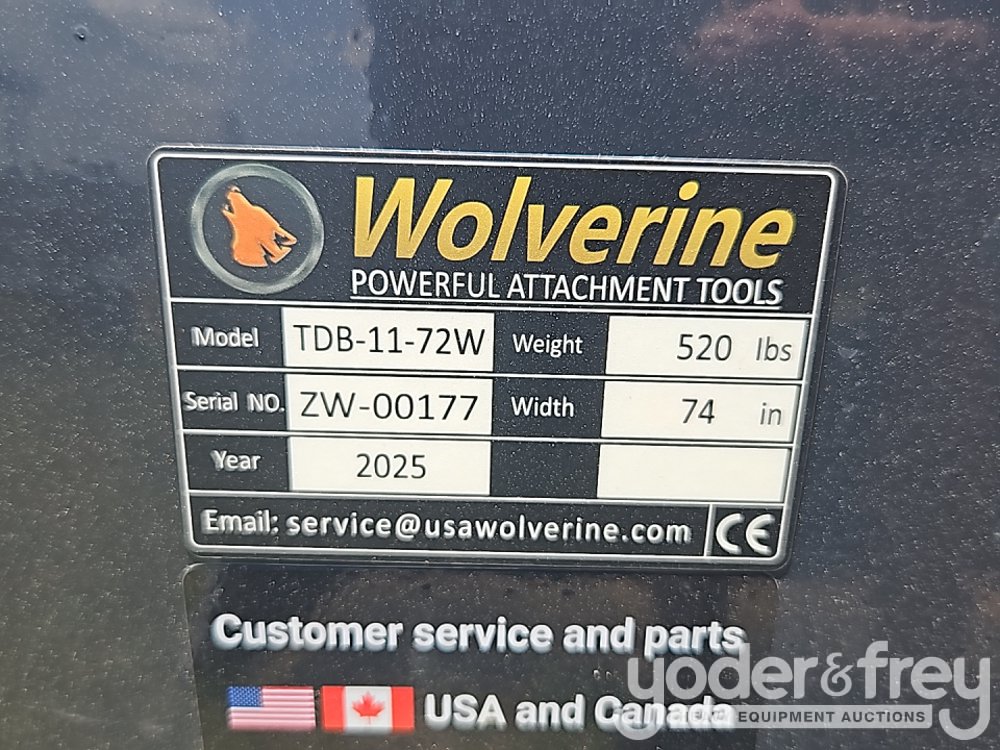 Wolverine
POWERFUL ATTACHMENT TOOLS
Model TDB-11-72W Weight 520 lbs
Serial NO. ZW-00177 Width 74 in
Year 2025
Email: service@usawolverine.com CE
Customer service and parts
USA and Canada
yoder&frey
EQUIPMENT AUCTIONS